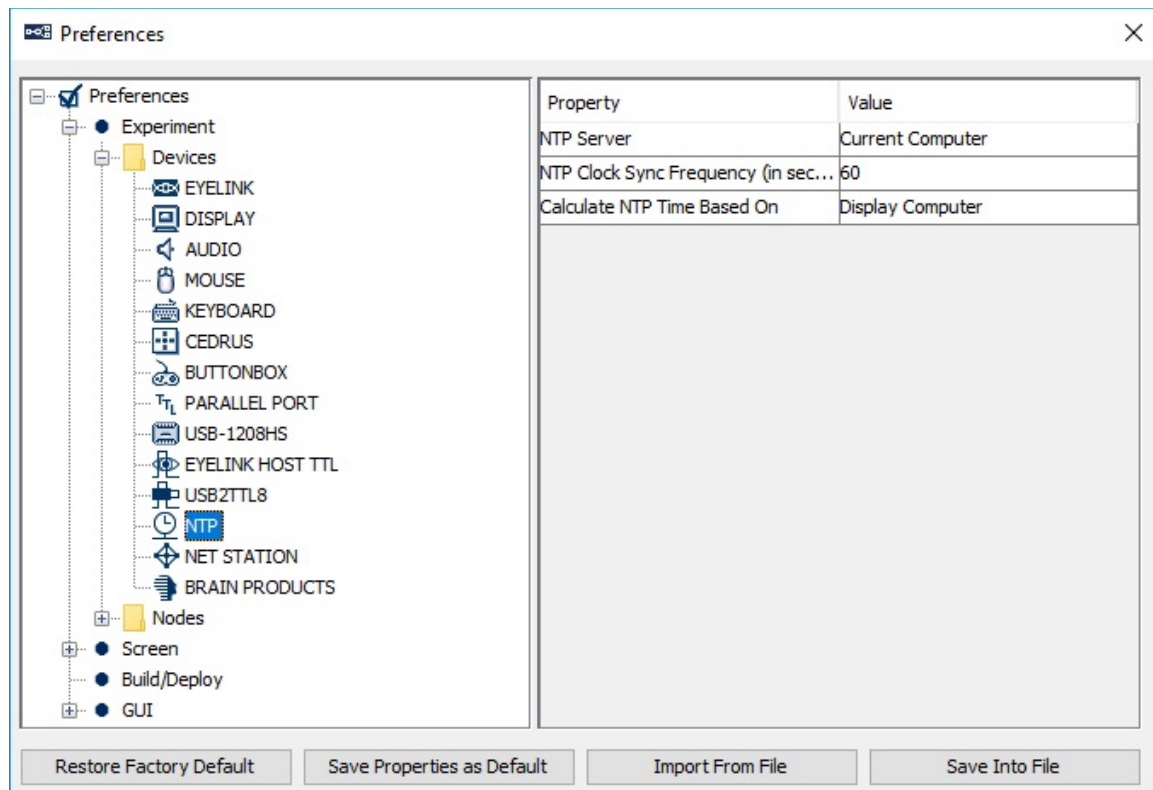 Preferences
Preferences
Experiment
Devices
EYELINK
DISPLAY
AUDIO
MOUSE
KEYBOARD
CEDRUS
BUTTONBOX
TTL PARALLEL PORT
USB-1208HS
EYELINK HOST TTL
USB2TTL8
NTP
NET STATION
BRAIN PRODUCTS
Nodes
Screen
Build/Deploy
GUI
Property Value
NTP Server Current Computer
NTP Clock Sync Frequency (in sec... 60
Calculate NTP Time Based On Display Computer
Restore Factory Default Save Properties as Default Import From File Save Into File